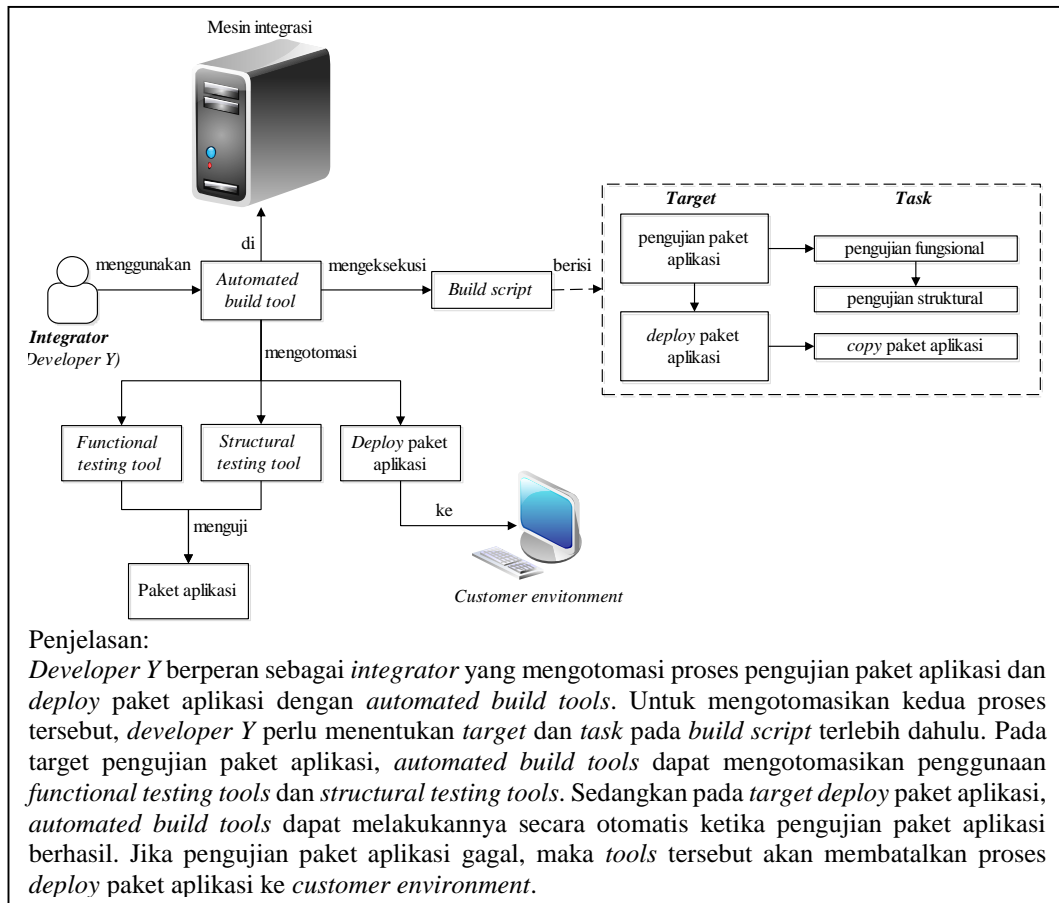 Mesin integrasi
Target
Task
pengujian paket
aplikasi
pengujian fungsional
pengujian struktural
deploy paket
aplikasi
copy paket aplikasi
di
menggunakan
Automated
build tool
mengeksekusi
Build script
berisi
Integrator
Developer Y)
mengotomasi
Functional
testing tool
Structural
testing tool
Deploy paket
aplikasi
menguji
ke
Paket aplikasi
Customer envitonment
Penjelasan:
Developer Y berperan sebagai integrator yang mengotomasi proses pengujian paket aplikasi dan
deploy paket aplikasi dengan automated build tools. Untuk mengotomasikan kedua proses
tersebut, developer Y perlu menentukan target dan task pada build script terlebih dahulu. Pada
target pengujian paket aplikasi, automated build tools dapat mengotomasikan penggunaan
functional testing tools dan structural testing tools. Sedangkan pada target deploy paket aplikasi,
automated build tools dapat melakukannya secara otomatis ketika pengujian paket aplikasi
berhasil. Jika pengujian paket aplikasi gagal, maka tools tersebut akan membatalkan proses
deploy paket aplikasi ke customer environment.